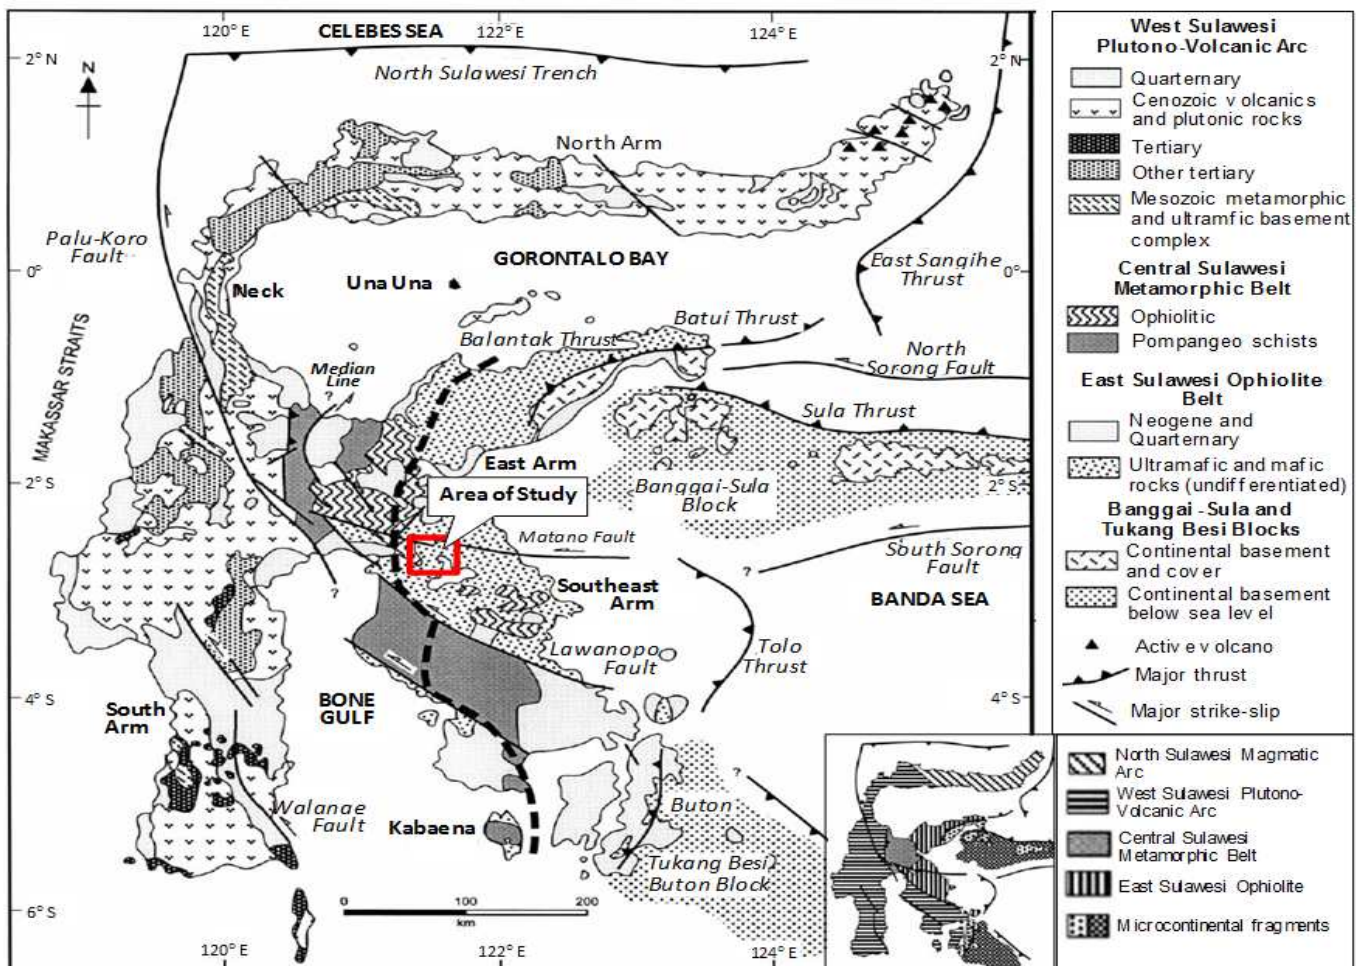 120° E
CELEBES SEA
122° E
124° E
2° N
2° N
N
North Sulawesi Trench
North Arm
Palu-Koro
Fault
0°
0°
GORONTALO BAY
East Sangihe
Thrust
Neck
Una Una
MAKASSAR STRAITS
Batui Thrust
Balantak Thrust
North
Sorong Fault
Median
Line
?
Sula Thrust
East Arm
2° S
2° S
Area of Study
Banggai-Sula
Block
Matano Fault
South Sorong
Fault
?
?
Southeast
Arm
BANDA SEA
Lawanopo
Fault
Tolo
Thrust
4° S
4° S
South
Arm
BONE
GULF
?
Walanae
Fault
Kabaena
Buton
Tukang Besi
Buton Block
6° S
0
100
200
km
120° E
122° E
124° E
West Sulawesi
Plutono-Volcanic Arc
Quarternary
Cenozoic volcanics
and plutonic rocks
Tertiary
Other tertiary
Mesozoic metamorphic
and ultramfic basement
complex
Central Sulawesi
Metamorphic Belt
Ophiolitic
Pompangeo schists
East Sulawesi Ophiolite
Belt
Neogene and
Quarternary
Ultramafic and mafic
rocks (undifferentiated)
Banggai-Sula and
Tukang Besi Blocks
Continental basement
and cover
Continental basement
below sea level
Active volcano
Major thrust
Major strike-slip
North Sulawesi Magmatic
Arc
West Sulawesi Plutono-
Volcanic Arc
Central Sulawesi
Metamorphic Belt
East Sulawesi Ophiolite
Microcontinental fragments